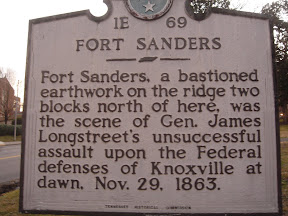 1E 69
FORT SANDERS
Fort Sanders, a bastioned
earthwork on the ridge two
blocks north of here, was
the scene of Gen. James
Longstreet's unsuccessful
assault upon the Federal
defenses of Knoxville at
dawn, Nov. 29, 1863.
TENNESSEE HISTORICAL COMMISSION